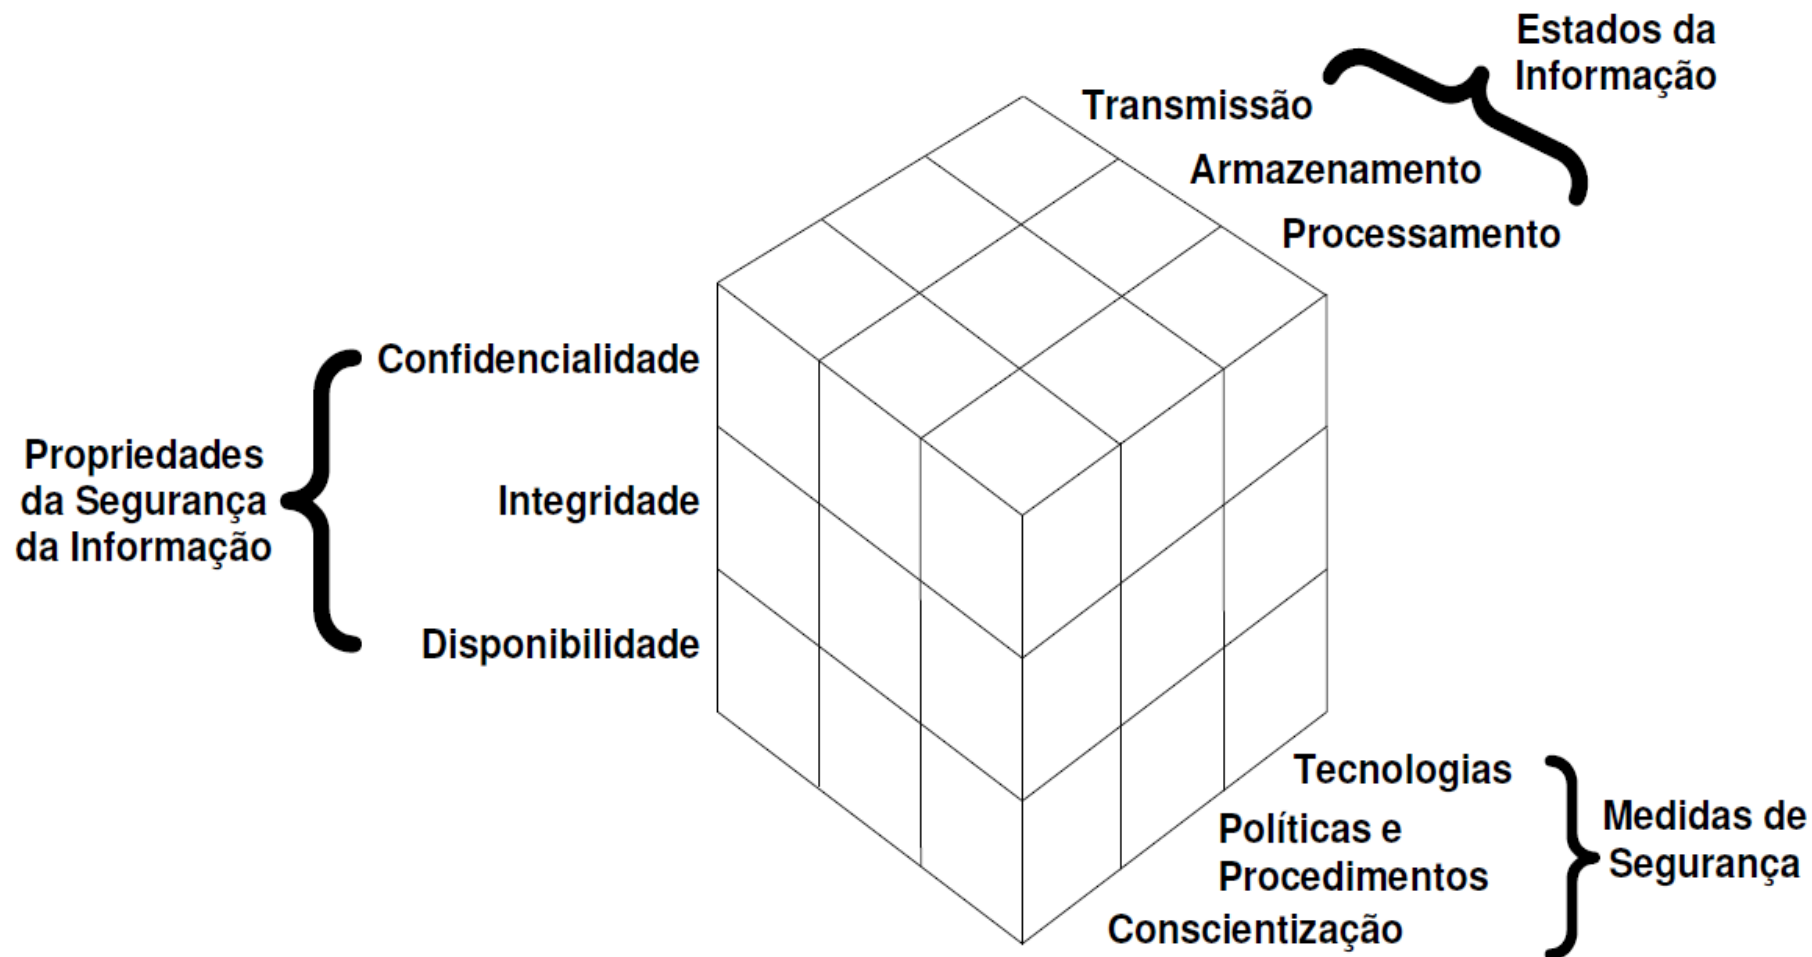 Estados da
Informação
Transmissão
Armazenamento
Processamento
Confidencialidade
Propriedades
da Segurança
da Informação
Integridade
Disponibilidade
Tecnologias
Políticas e
Procedimentos
Conscientização
Medidas de
Segurança